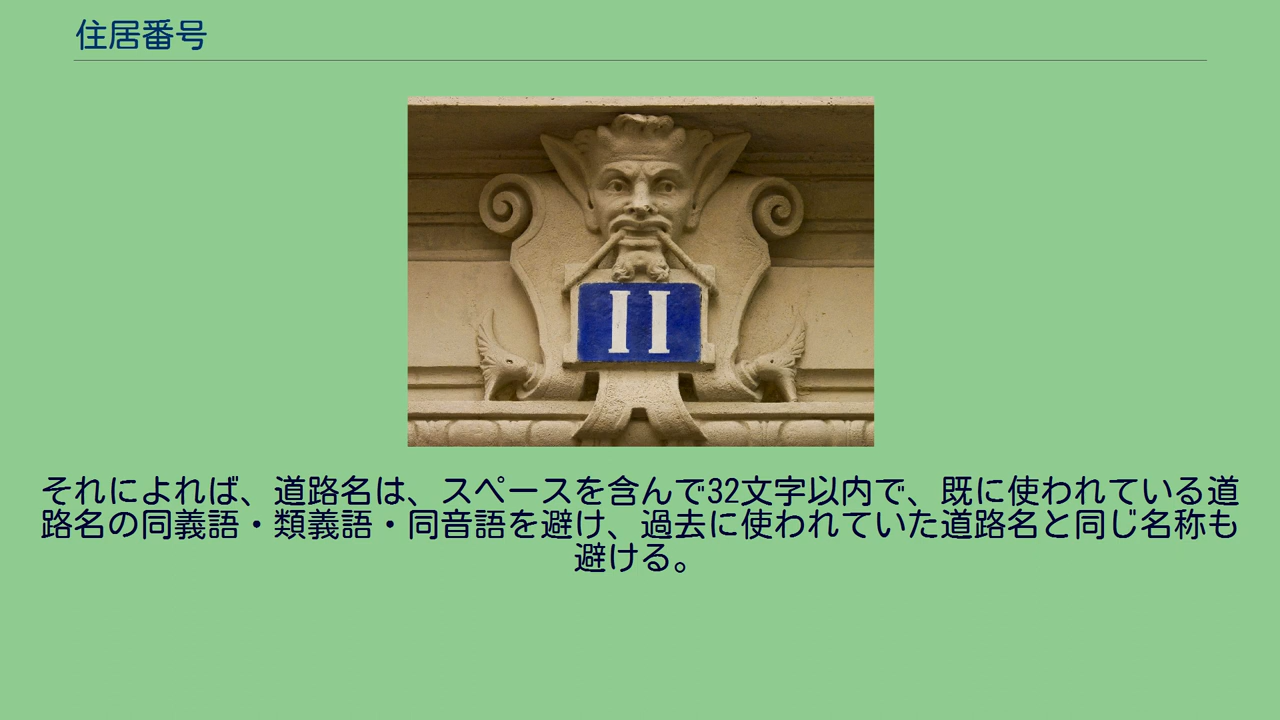 住居番号
11
それによれば、道路名は、スペースを含んで32文字以内で、既に使われている道
路名の同義語・類義語・同音語を避け、過去に使われていた道路名と同じ名称も
避ける。